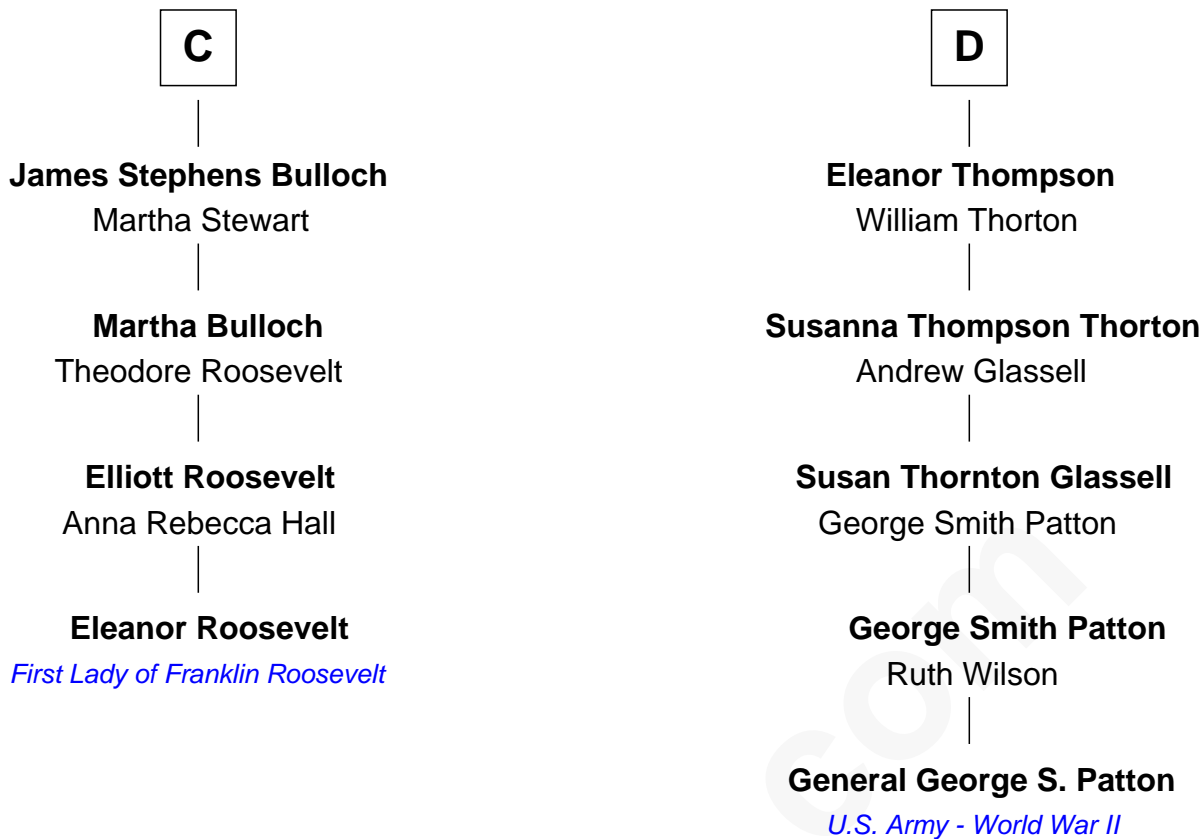 C
James Stephens Bulloch
Martha Stewart
Martha Bulloch
Theodore Roosevelt
Elliott Roosevelt
Anna Rebecca Hall
Eleanor Roosevelt
First Lady of Franklin Roosevelt
D
Eleanor Thompson
William Thorton
Susanna Thompson Thorton
Andrew Glassell
Susan Thornton Glassell
George Smith Patton
George Smith Patton
Ruth Wilson
General George S. Patton
U.S. Army - World War II
com